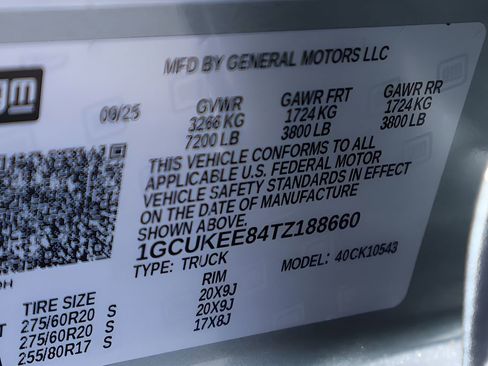 gm
MFD BY GENERAL MOTORS LLC
09/25 GVWR GAWR FRT GAWR RR
3266 KG 1724 KG 1724 KG
7200 LB 3800 LB 3800 LB
THIS VEHICLE CONFORMS TO ALL
APPLICABLE U.S. FEDERAL MOTOR
VEHICLE SAFETY STANDARDS IN EFFECT
ON THE DATE OF MANUFACTURE
SHOWN ABOVE.
1GCUKEE84TZ188660
TYPE: TRUCK MODEL: 40CK10543
TIRE SIZE RIM
275/60R20 S 20X9J
275/60R20 S 20X9J
255/80R17 S 17X8J